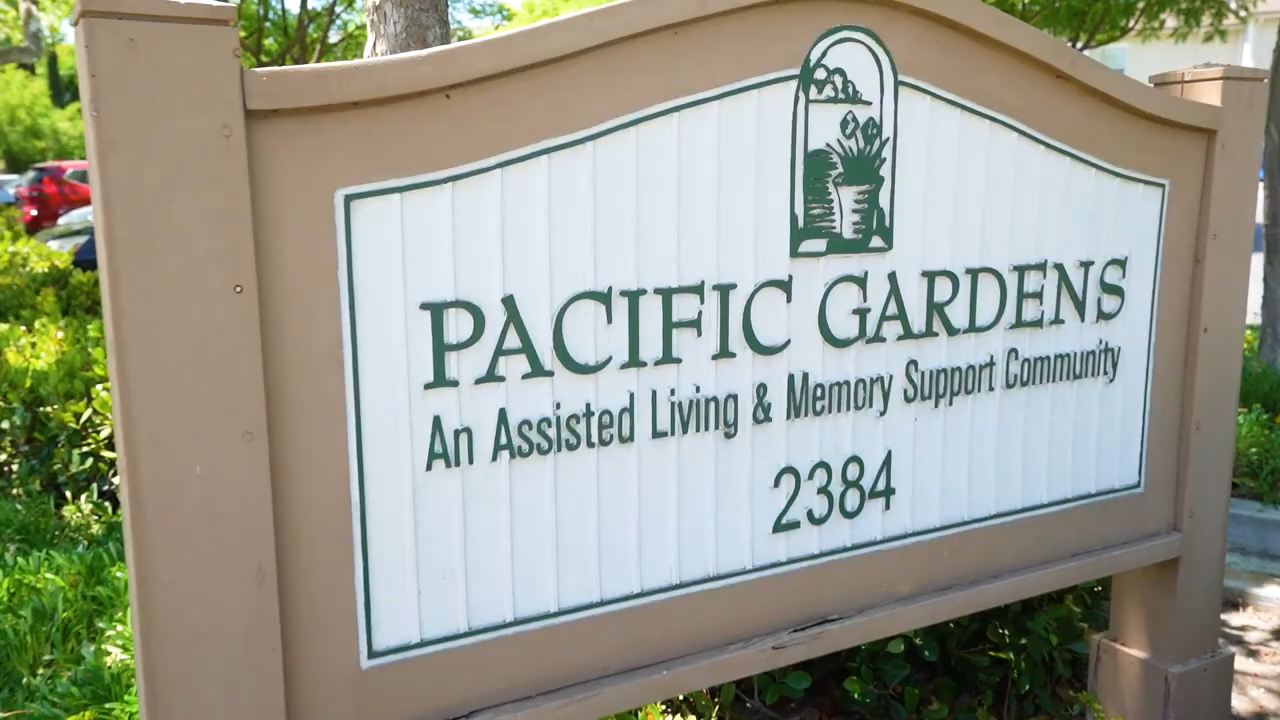 PACIFIC GARDENS
An Assisted Living & Memory Support Community
2384